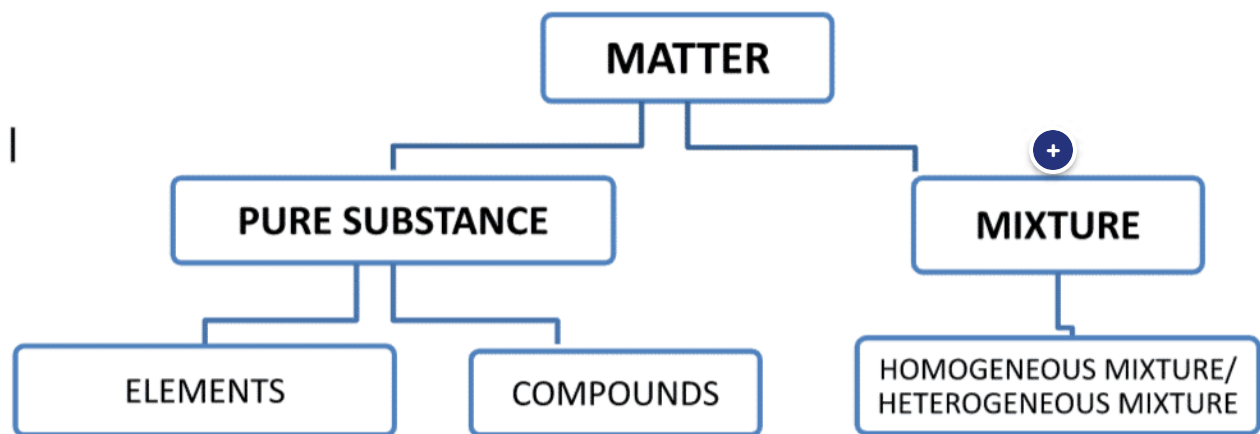 MATTER
+
PURE SUBSTANCE
MIXTURE
ELEMENTS
COMPOUNDS
HOMOGENEOUS MIXTURE/
HETEROGENEOUS MIXTURE